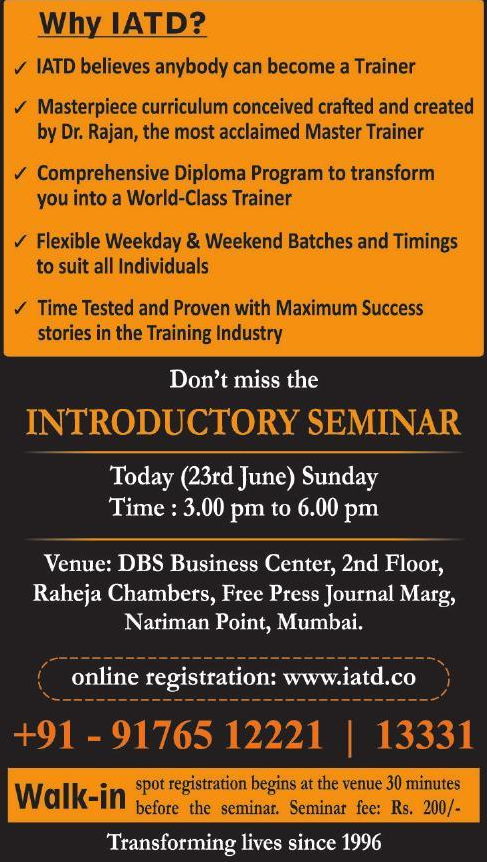 Why IATD?
✓ IATD believes anybody can become a Trainer
✓ Masterpiece curriculum conceived crafted and created
by Dr. Rajan, the most acclaimed Master Trainer
✓ Comprehensive Diploma Program to transform
you into a World-Class Trainer
✓ Flexible Weekday & Weekend Batches and Timings
to suit all Individuals
✓ Time Tested and Proven with Maximum Success
stories in the Training Industry
Don't miss the
INTRODUCTORY SEMINAR
Today (23rd June) Sunday
Time : 3.00 pm to 6.00 pm
Venue: DBS Business Center, 2nd Floor,
Raheja Chambers, Free Press Journal Marg,
Nariman Point, Mumbai.
online registration: www.iatd.co
+91 - 91765 12221 | 13331
Walk-in spot registration begins at the venue 30 minutes
before the seminar. Seminar fee: Rs. 200/-
Transforming lives since 1996